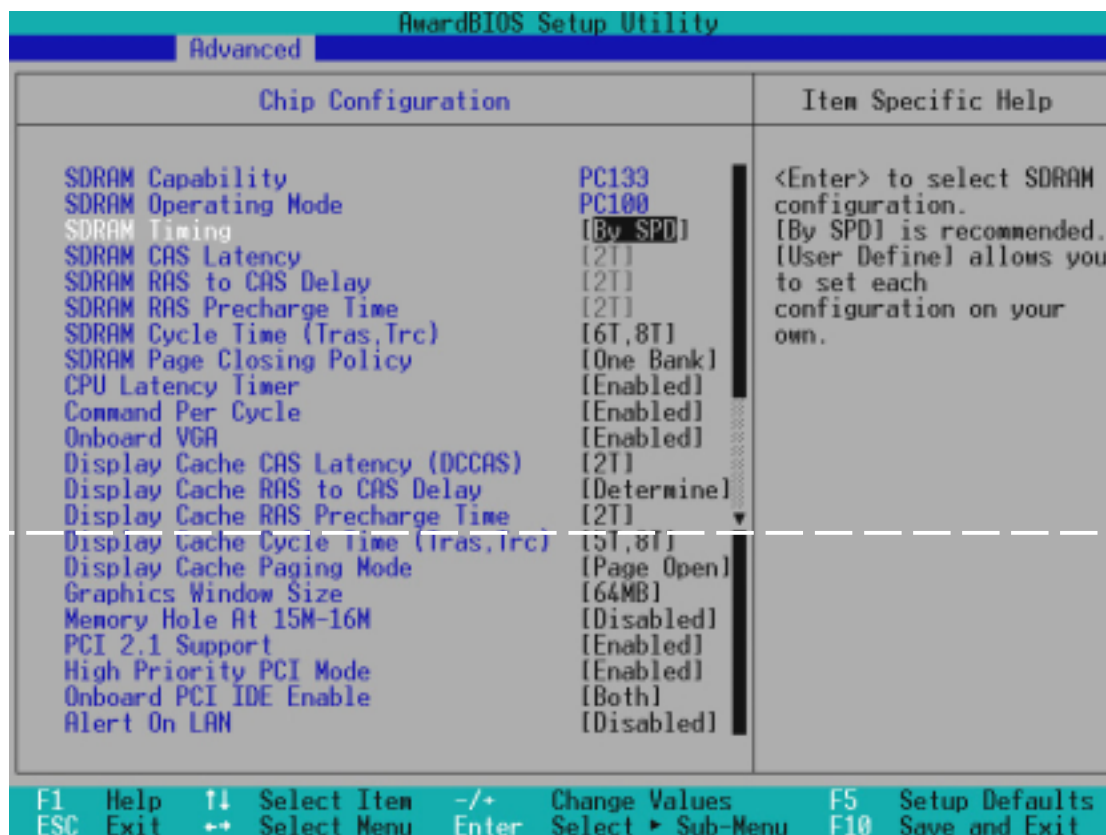 AwardBIOS Setup Utility
Advanced
Chip Configuration
Item Specific Help
SDRAM Capability PC133
SDRAM Operating Mode PC100
SDRAM Timing [By SPD]
SDRAM CAS Latency [2T]
SDRAM RAS to CAS Delay [2T]
SDRAM RAS Precharge Time [2T]
SDRAM Cycle Time (Tras,Trc) [6T,8T]
SDRAM Page Closing Policy [One Bank]
CPU Latency Timer [Enabled]
Command Per Cycle [Enabled]
Onboard VGA [Enabled]
Display Cache CAS Latency (DCCAS) [2T]
Display Cache RAS to CAS Delay [Determine]
Display Cache RAS Precharge Time [2T]
Display Cache Cycle Time (Tras,Trc) [5T,8T]
Display Cache Paging Mode [Page Open]
Graphics Window Size [64MB]
Memory Hole At 15M-16M [Disabled]
PCI 2.1 Support [Enabled]
High Priority PCI Mode [Enabled]
Onboard PCI IDE Enable [Both]
Alert On LAN [Disabled]
<Enter> to select SDRAM
configuration.
[By SPD] is recommended.
[User Define] allows you
to set each
configuration on your
own.
F1 Help ↑↓ Select Item -/+ Change Values F5 Setup Defaults
ESC Exit ←→ Select Menu Enter Select ► Sub-Menu F10 Save and Exit